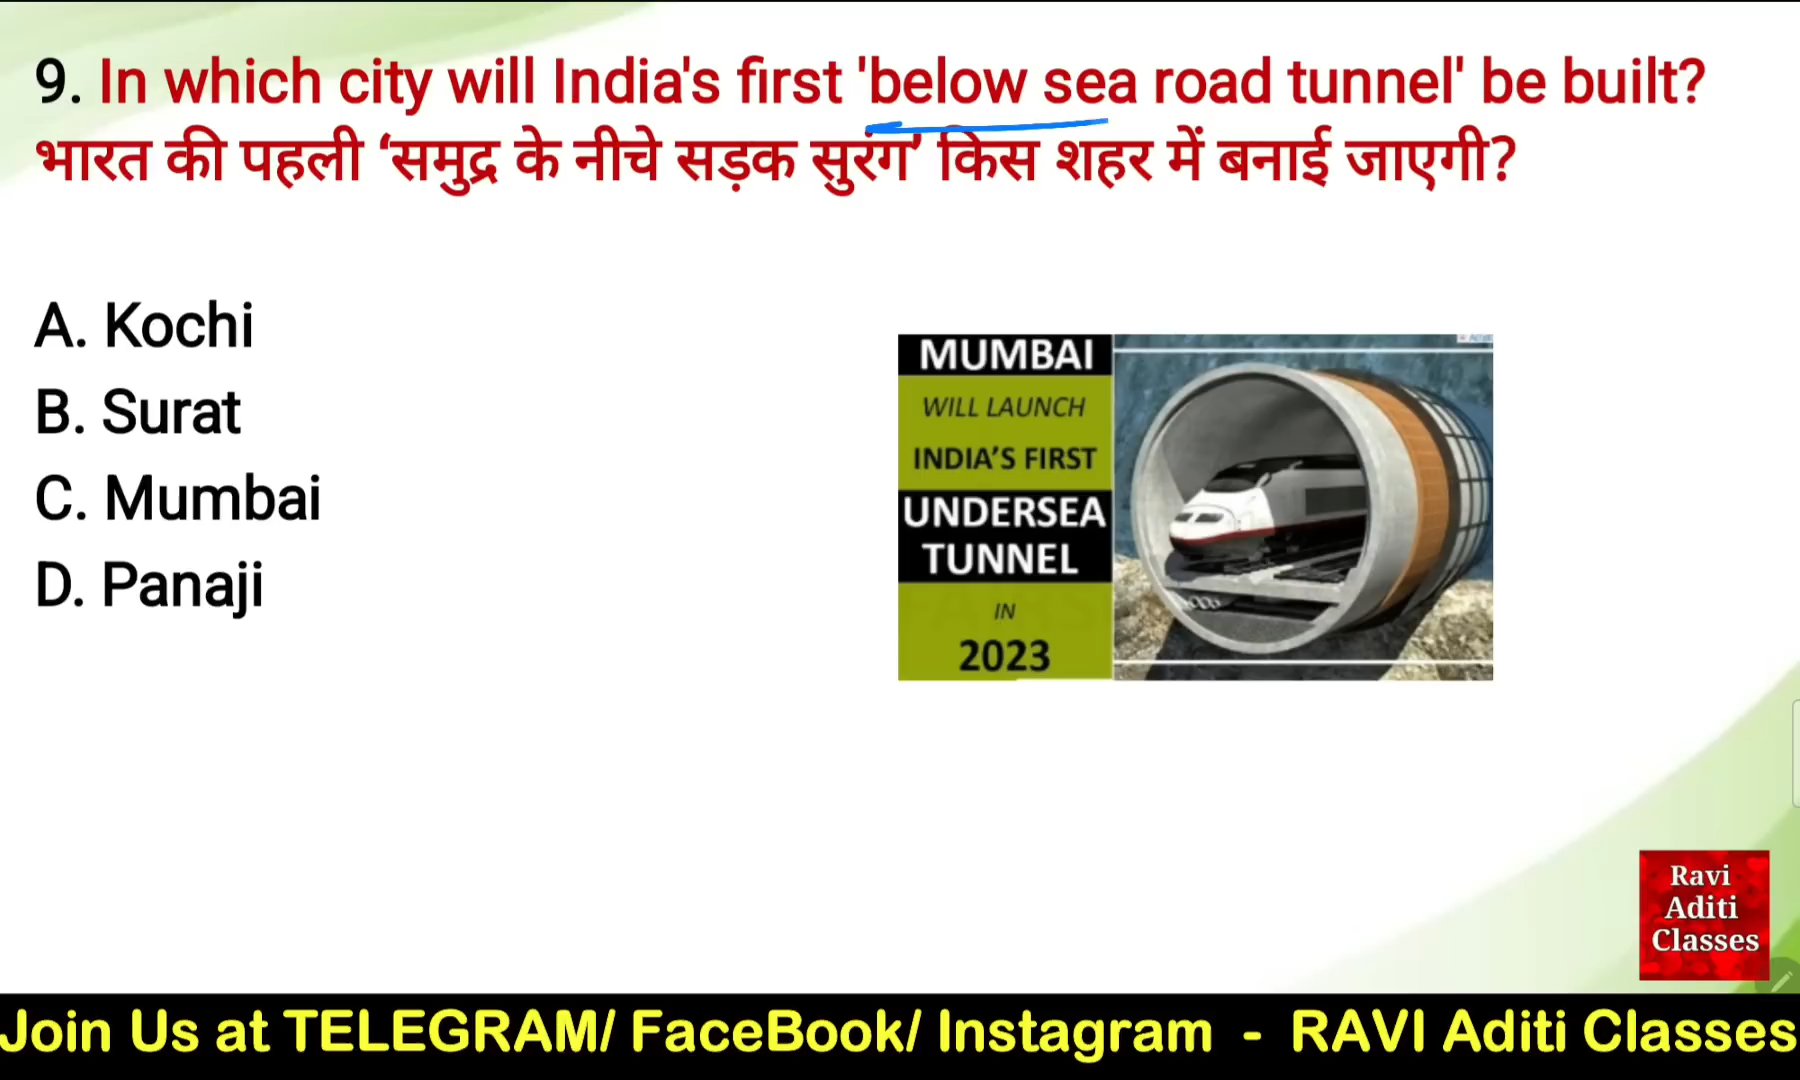 9. In which city will India's first 'below sea road tunnel' be built?
भारत की पहली ‘समुद्र के नीचे सड़क सुरंग’ किस शहर में बनाई जाएगी?
A. Kochi
B. Surat
C. Mumbai
D. Panaji
MUMBAI
WILL LAUNCH
INDIA’S FIRST
UNDERSEA
TUNNEL
IN
2023
Ravi
Aditi
Classes
Join Us at TELEGRAM/ FaceBook/ Instagram - RAVI Aditi Classes